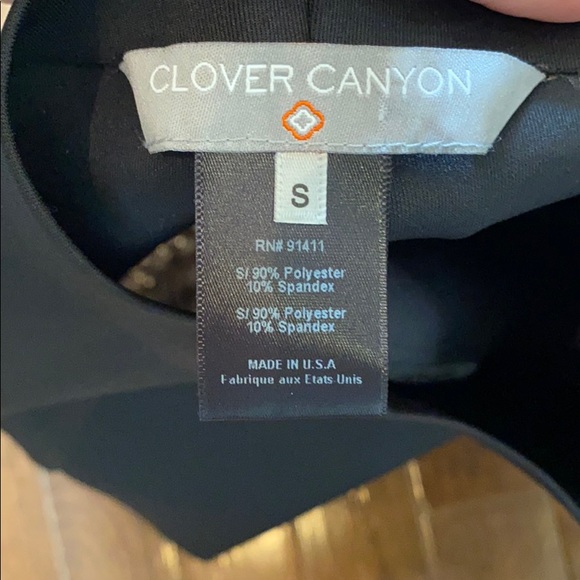 CLOVER CANYON
S
RN# 91411
S/ 90% Polyester
10% Spandex
S/ 90% Polyester
10% Spandex
MADE IN U.S.A
Fabrique aux Etats-Unis